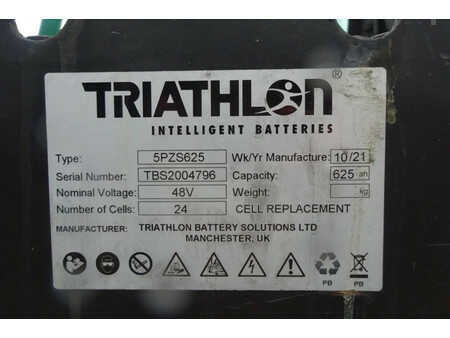 TRIATHLON®
INTELLIGENT BATTERIES
Type: 5PZS625 Wk/Yr Manufacture: 10/21
Serial Number: TBS2004796 Capacity: 625 ah
Nominal Voltage: 48V Weight: kg
Number of Cells: 24 CELL REPLACEMENT
MANUFACTURER: TRIATHLON BATTERY SOLUTIONS LTD
MANCHESTER, UK
PB PB